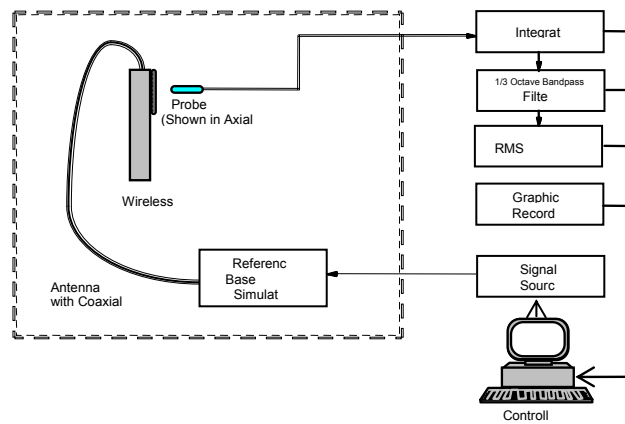 Integrat
1/3 Octave Bandpass
Filte
RMS
Graphic
Record
Probe
(Shown in Axial
Wireless
Antenna
with Coaxial
Referenc
Base
Simulat
Signal
Sourc
Controll